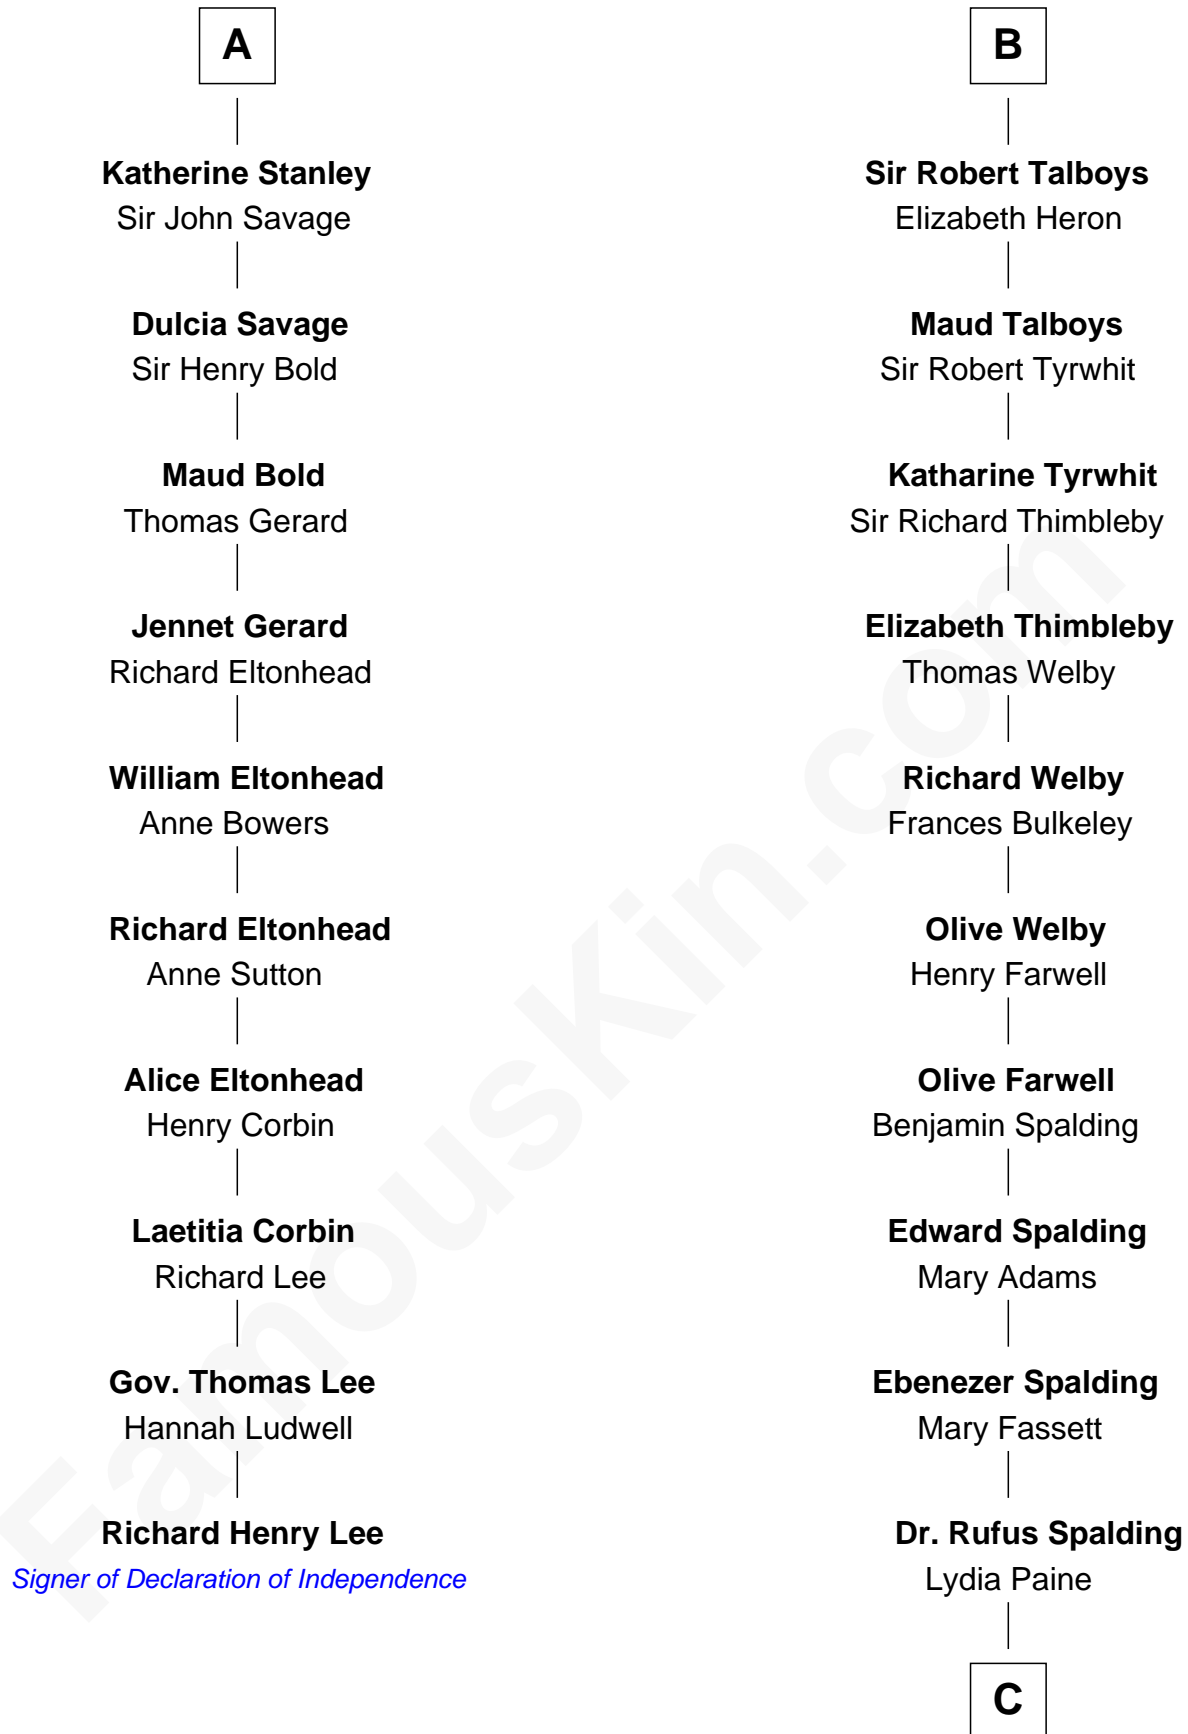 A
Katherine Stanley
Sir John Savage
Dulcia Savage
Sir Henry Bold
Maud Bold
Thomas Gerard
Jennet Gerard
Richard Eltonhead
William Eltonhead
Anne Bowers
Richard Eltonhead
Anne Sutton
Alice Eltonhead
Henry Corbin
Laetitia Corbin
Richard Lee
Gov. Thomas Lee
Hannah Ludwell
Richard Henry Lee
Signer of Declaration of Independence
B
Sir Robert Talboys
Elizabeth Heron
Maud Talboys
Sir Robert Tyrwhit
Katharine Tyrwhit
Sir Richard Thimbleby
Elizabeth Thimbleby
Thomas Welby
Richard Welby
Frances Bulkeley
Olive Welby
Henry Farwell
Olive Farwell
Benjamin Spalding
Edward Spalding
Mary Adams
Ebenezer Spalding
Mary Fassett
Dr. Rufus Spalding
Lydia Paine
C
FamousKin.com